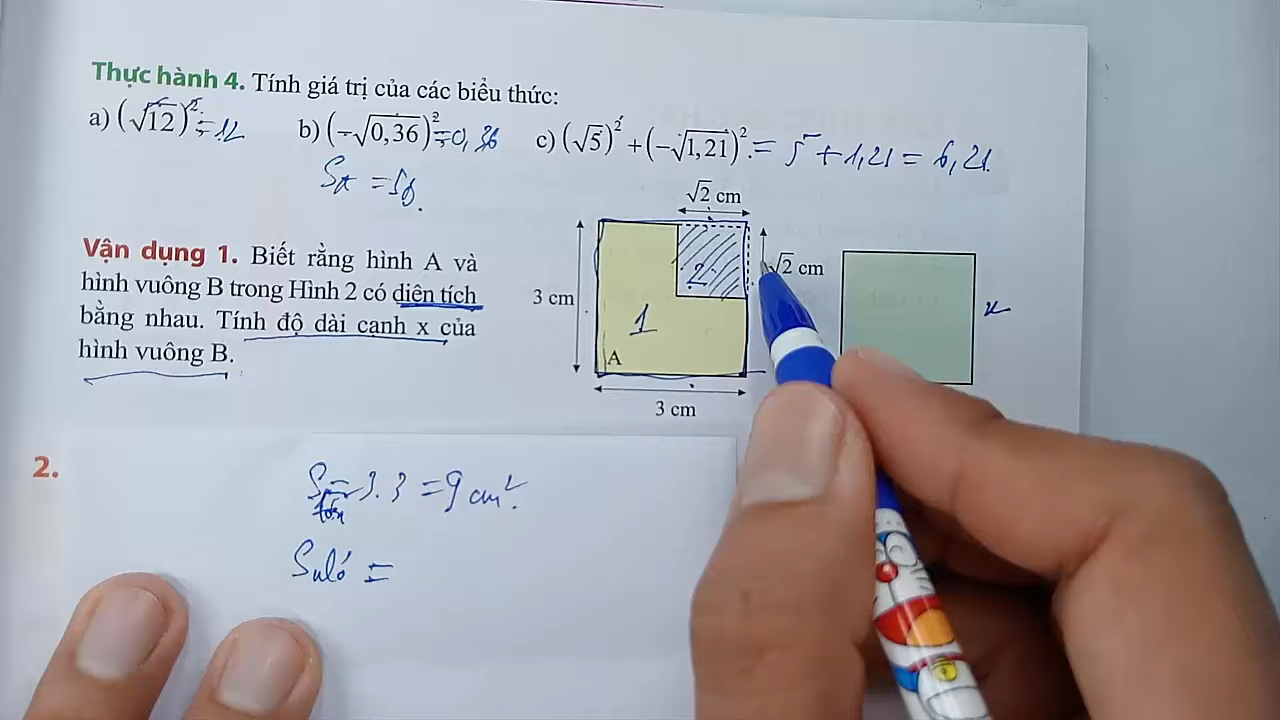 Thực hành 4. Tính giá trị của các biểu thức:
a) (√12)² = 12 b) (-√0,36)² = 0,36 c) (√5)² + (-√1,21)² = 5 + 1,21 = 6,21.
S_A = S_B.
√2 cm
Vận dụng 1. Biết rằng hình A và
hình vuông B trong Hình 2 có diện tích
bằng nhau. Tính độ dài cạnh x của
hình vuông B.
2
√2 cm
3 cm
1
x
A
3 cm
2.
S = 3.3 = 9 cm².
S nhỏ =